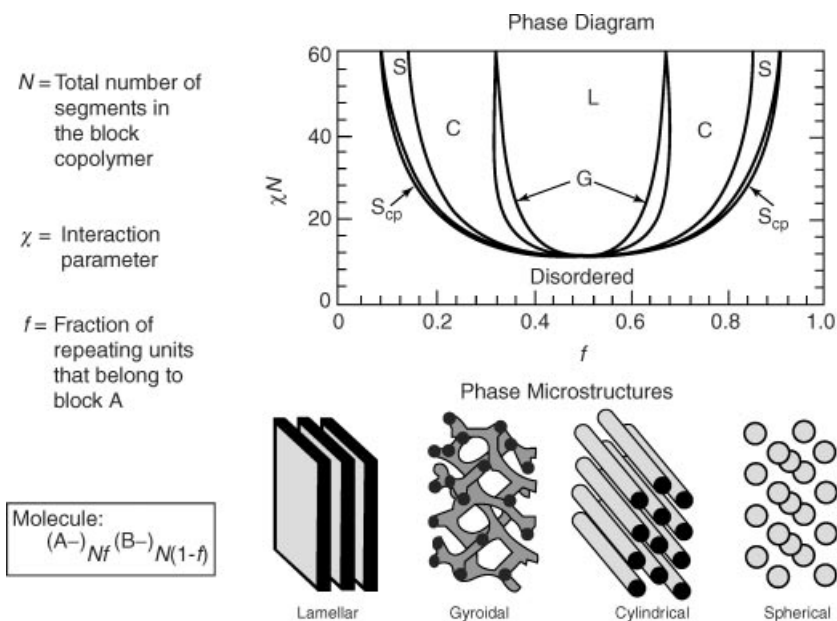 Phase Diagram
N = Total number of
segments in
the block
copolymer
χ = Interaction
parameter
f = Fraction of
repeating units
that belong to
block A
Molecule:
(A–)Nf(B–)N(1-f)
60
40
20
0
χN
S
C
L
C
S
G
Scp
Scp
Disordered
0
0.2
0.4
0.6
0.8
1.0
f
Phase Microstructures
Lamellar
Gyroidal
Cylindrical
Spherical